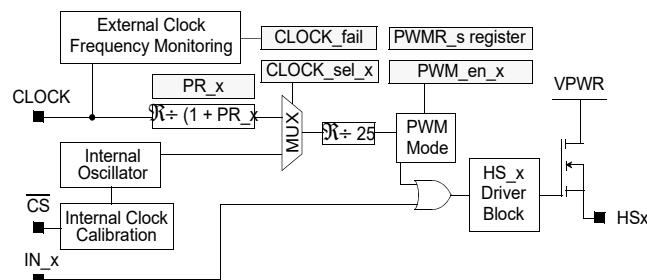 External Clock
Frequency Monitoring
CLOCK_fail
PWMR_s register
CLOCK_sel_x
PWM_en_x
PR_x
CLOCK
ℜ÷ (1 + PR_x
MUX
ℜ÷ 25
PWM
Mode
VPWR
Internal
Oscillator
CS
Internal Clock
Calibration
HS_x
Driver
Block
HSx
IN_x